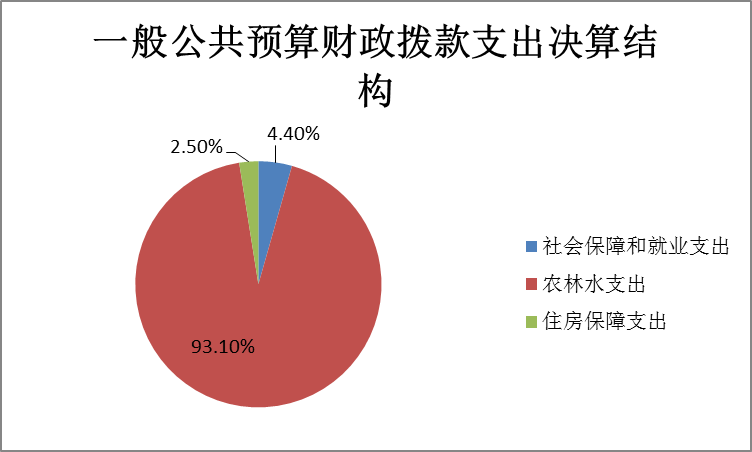 一般公共预算财政拨款支出决算结
构
2.50%
4.40%
93.10%
社会保障和就业支出
农林水支出
住房保障支出